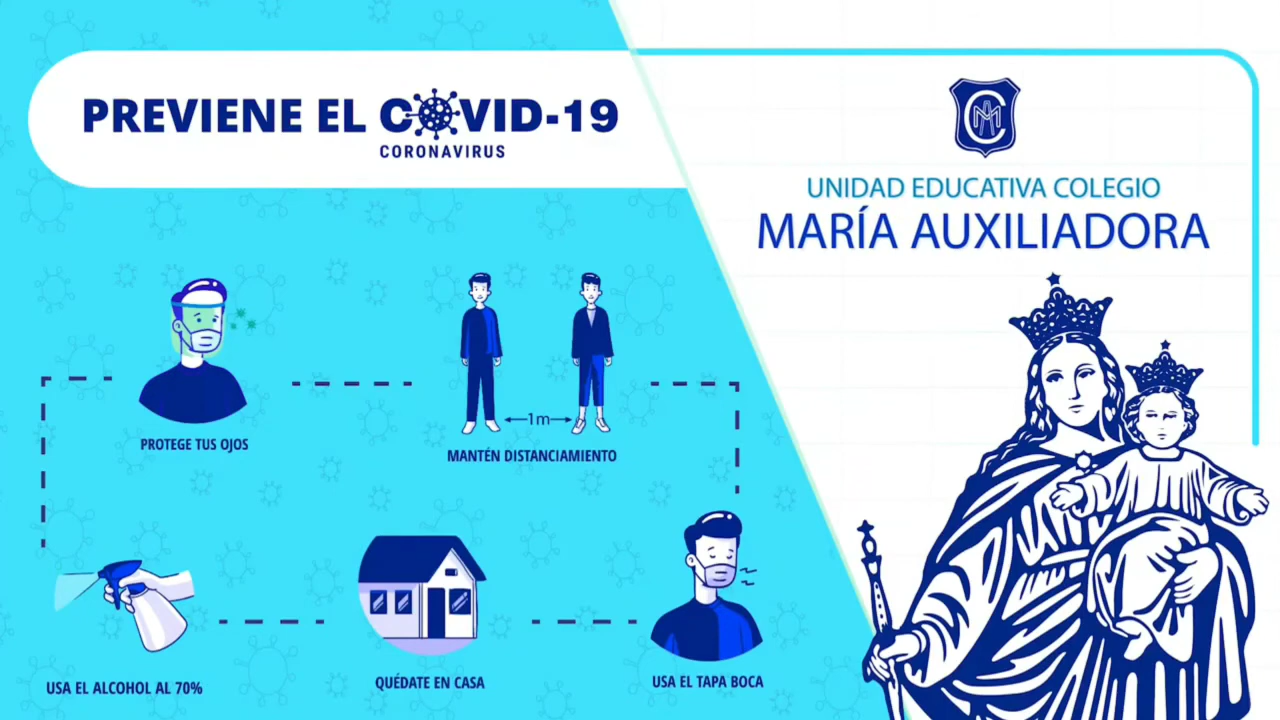 PREVIENE EL COVID-19
CORONAVIRUS
UNIDAD EDUCATIVA COLEGIO
MARÍA AUXILIADORA
PROTEGE TUS OJOS
1m
MANTÉN DISTANCIAMIENTO
USA EL ALCOHOL AL 70%
QUÉDATE EN CASA
USA EL TAPA BOCA